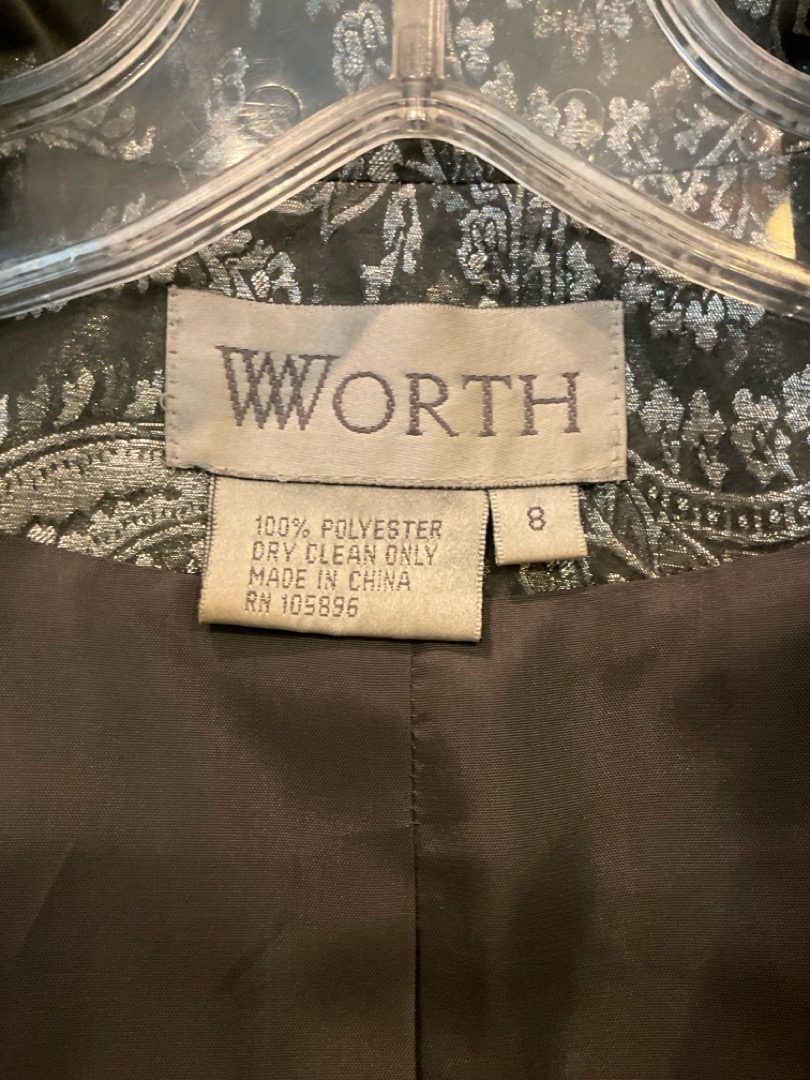 WORTH
8
100% POLYESTER
DRY CLEAN ONLY
MADE IN CHINA
RN 105896